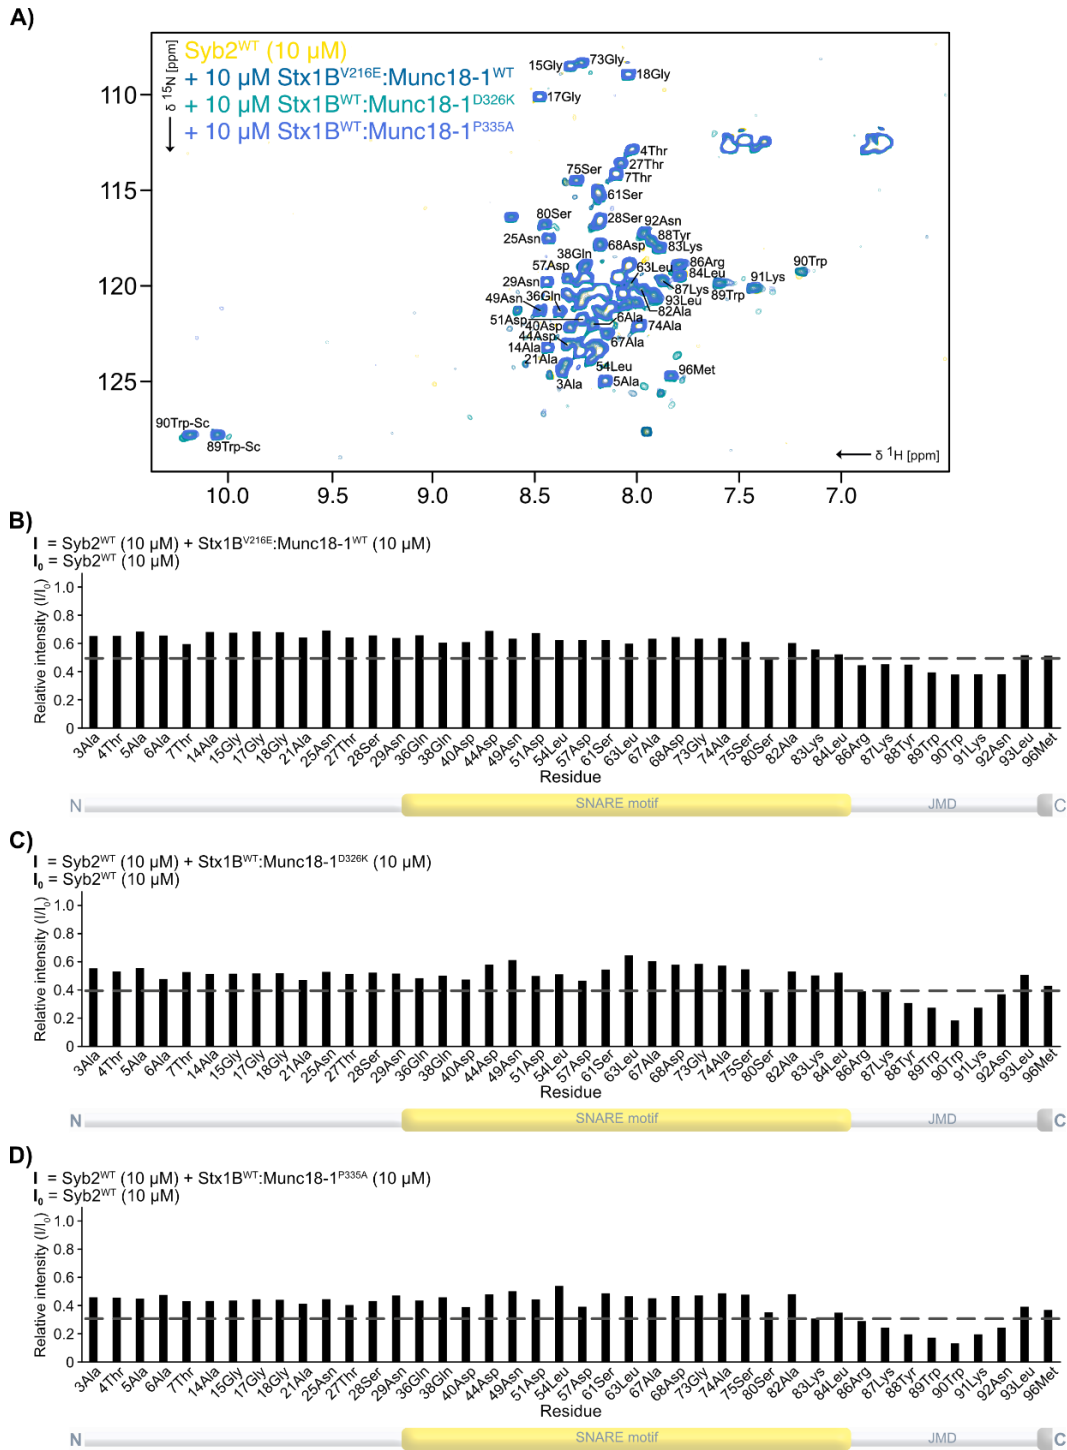 A)
Syb2WT (10 µM)
+ 10 µM Stx1BV216E:Munc18-1WT
+ 10 µM Stx1BWT:Munc18-1D326K
+ 10 µM Stx1BWT:Munc18-1P335A
δ 15N [ppm]
110
115
120
125
15Gly
73Gly
18Gly
17Gly
4Thr
27Thr
7Thr
75Ser
61Ser
80Ser
28Ser
92Asn
88Tyr
83Lys
25Asn
68Asp
38Gln
57Asp
63Leu
86Arg
84Leu
90Trp
91Lys
29Asn
36Gln
87Lys
89Trp
49Asn
93Leu
82Ala
51Asp
6Ala
40Asp
74Ala
44Asp
67Ala
14Ala
21Ala
54Leu
96Met
3Ala
5Ala
90Trp-Sc
89Trp-Sc
δ 1H [ppm]
10.0 9.5 9.0 8.5 8.0 7.5 7.0
B)
I = Syb2WT (10 µM) + Stx1BV216E:Munc18-1WT (10 µM)
I0 = Syb2WT (10 µM)
Relative intensity (I/I0)
1.0
0.8
0.6
0.4
0.2
0
3Ala 4Thr 5Ala 6Ala 7Thr 14Ala 15Gly 17Gly 18Gly 21Ala 25Asn 27Thr 28Ser 29Asn 36Gln 38Gln 40Asp 44Asp 49Asn 51Asp 54Leu 57Asp 61Ser 63Leu 67Ala 68Asp 73Gly 74Ala 75Ser 80Ser 82Ala 83Lys 84Leu 86Arg 87Lys 88Tyr 89Trp 90Trp 91Lys 92Asn 93Leu 96Met
Residue
N SNARE motif JMD C
C)
I = Syb2WT (10 µM) + Stx1BWT:Munc18-1D326K (10 µM)
I0 = Syb2WT (10 µM)
Relative intensity (I/I0)
1.0
0.8
0.6
0.4
0.2
0
3Ala 4Thr 5Ala 6Ala 7Thr 14Ala 15Gly 17Gly 18Gly 21Ala 25Asn 27Thr 28Ser 29Asn 36Gln 38Gln 40Asp 44Asp 49Asn 51Asp 54Leu 57Asp 61Ser 63Leu 67Ala 68Asp 73Gly 74Ala 75Ser 80Ser 82Ala 83Lys 84Leu 86Arg 87Lys 88Tyr 89Trp 90Trp 91Lys 92Asn 93Leu 96Met
Residue
N SNARE motif JMD C
D)
I = Syb2WT (10 µM) + Stx1BWT:Munc18-1P335A (10 µM)
I0 = Syb2WT (10 µM)
Relative intensity (I/I0)
1.0
0.8
0.6
0.4
0.2
0
3Ala 4Thr 5Ala 6Ala 7Thr 14Ala 15Gly 17Gly 18Gly 21Ala 25Asn 27Thr 28Ser 29Asn 36Gln 38Gln 40Asp 44Asp 49Asn 51Asp 54Leu 57Asp 61Ser 63Leu 67Ala 68Asp 73Gly 74Ala 75Ser 80Ser 82Ala 83Lys 84Leu 86Arg 87Lys 88Tyr 89Trp 90Trp 91Lys 92Asn 93Leu 96Met
Residue
N SNARE motif JMD C